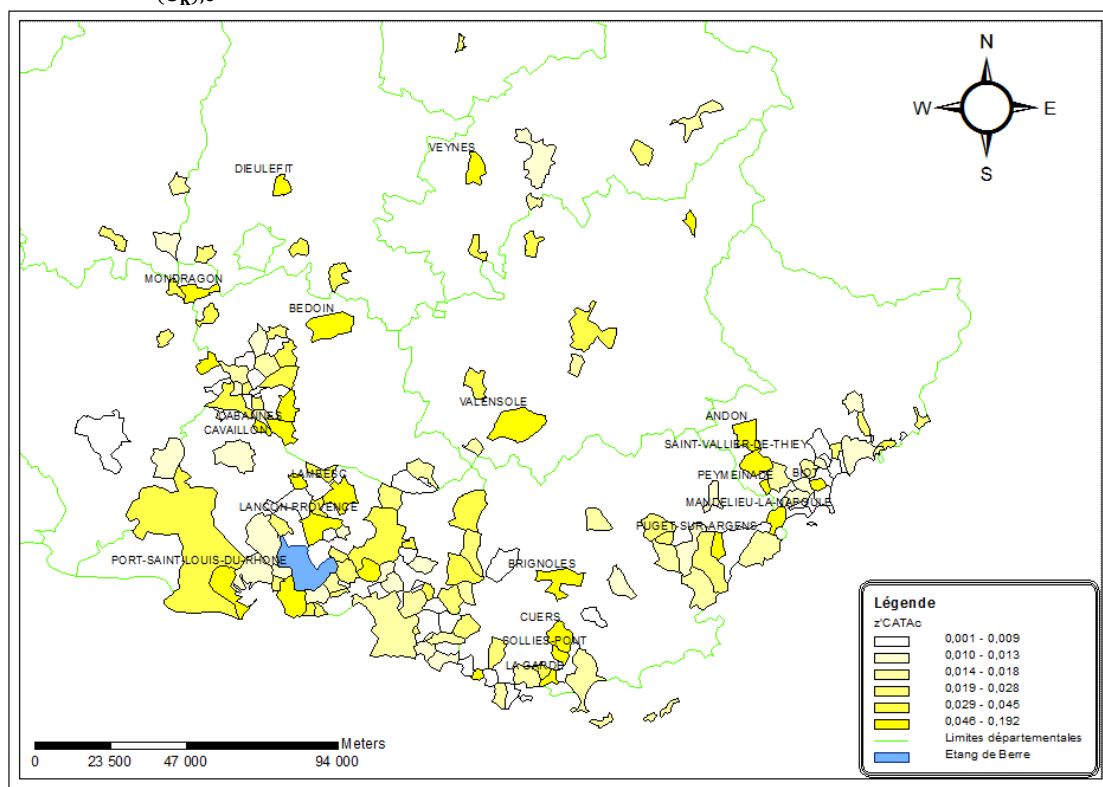 (CR),c
N
W
E
S
VEYNES
DIEULEFIT
MONDRAGON
BEDOIN
VALENSOLE
ANDON
CABANNES
CAVAILLON
SAINT-VALLIER-DE-THIEY
LAMBESC
PEYMEINADE
BIOT
LANCON-PROVENCE
MANDELIEU-LA-NAPOULE
PUGET-SUR-ARGENS
PORT-SAINT-LOUIS-DU-RHONE
BRIGNOLES
CUERS
SOLLIES-PONT
LA GARDE
Légende
z'CATAc
0,001 - 0,009
0,010 - 0,013
0,014 - 0,018
0,019 - 0,028
0,029 - 0,045
0,046 - 0,192
Limites départementales
Etang de Berre
Meters
0 23 500 47 000 94 000